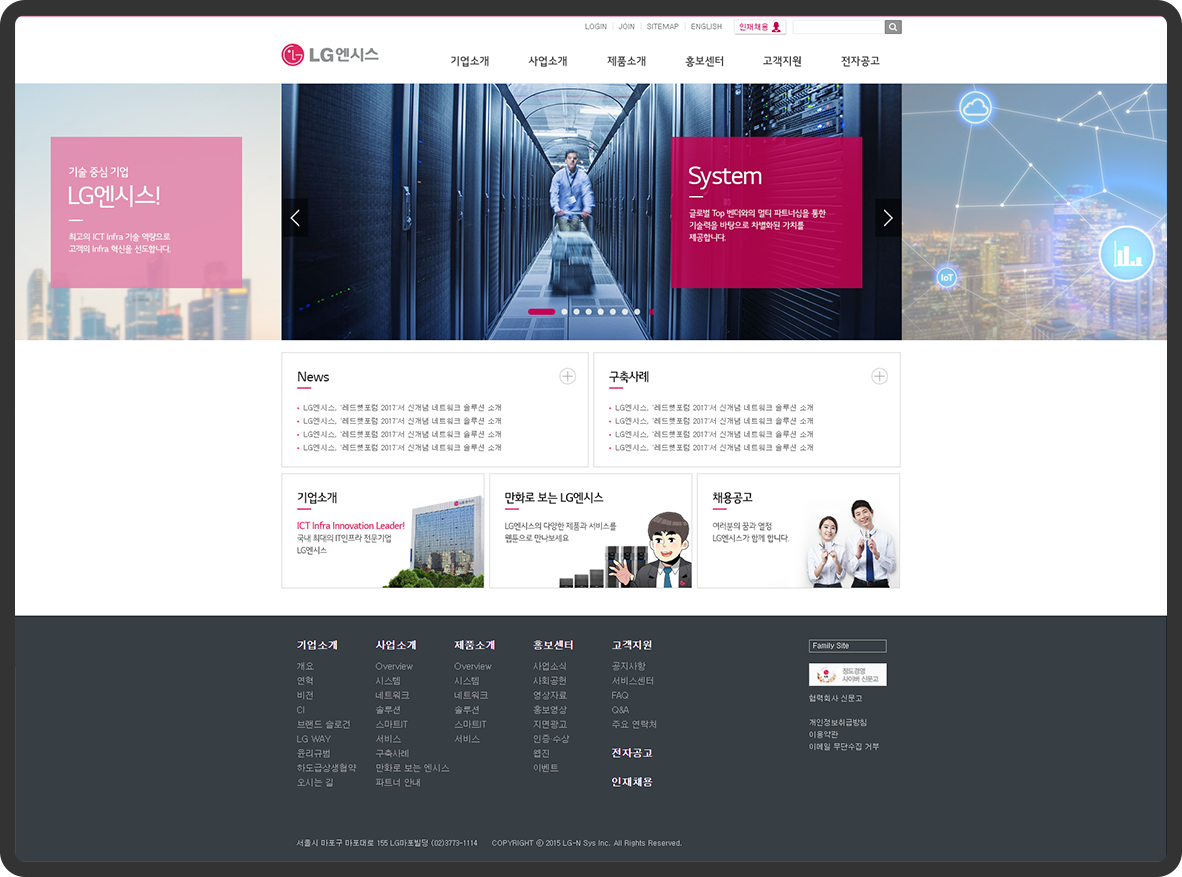 LOGIN JOIN SITEMAP ENGLISH 인재채용
LG엔시스
기업소개 사업소개 제품소개 홍보센터 고객지원 전자공고
기술 중심 기업
LG엔시스!
최고의 ICT Infra 기술 역량으로
고객의 Infra 혁신을 선도합니다.
System
글로벌 Top 벤더와의 멀티 파트너십을 통한
기술력을 바탕으로 차별화된 가치를
제공합니다.
IoT
News
LG엔시스, '레드햇포럼 2017'서 신개념 네트워크 솔루션 소개
LG엔시스, '레드햇포럼 2017'서 신개념 네트워크 솔루션 소개
LG엔시스, '레드햇포럼 2017'서 신개념 네트워크 솔루션 소개
LG엔시스, '레드햇포럼 2017'서 신개념 네트워크 솔루션 소개
구축사례
LG엔시스, '레드햇포럼 2017'서 신개념 네트워크 솔루션 소개
LG엔시스, '레드햇포럼 2017'서 신개념 네트워크 솔루션 소개
LG엔시스, '레드햇포럼 2017'서 신개념 네트워크 솔루션 소개
LG엔시스, '레드햇포럼 2017'서 신개념 네트워크 솔루션 소개
기업소개
ICT Infra Innovation Leader!
국내 최대의 IT인프라 전문기업
LG엔시스
만화로 보는 LG엔시스
LG엔시스의 다양한 제품과 서비스를
웹툰으로 만나보세요
채용공고
여러분의 꿈과 열정
LG엔시스가 함께 합니다.
기업소개
개요
연혁
비전
CI
브랜드 슬로건
LG WAY
윤리규범
하도급상생협약
오시는 길
사업소개
Overview
시스템
네트워크
솔루션
스마트IT
서비스
구축사례
만화로 보는 엔시스
파트너 안내
제품소개
Overview
시스템
네트워크
솔루션
스마트IT
서비스
홍보센터
사업소식
사회공헌
영상자료
홍보영상
지면광고
인증·수상
웹진
이벤트
고객지원
공지사항
서비스센터
FAQ
Q&A
주요 연락처
전자공고
인재채용
Family Site
정도경영
사이버 신문고
협력회사 신문고
개인정보취급방침
이용약관
이메일 무단수집 거부
서울시 마포구 마포대로 155 LG마포빌딩 (02)3773-1114 COPYRIGHT ⓒ 2015 LG-N Sys Inc. All Rights Reserved.